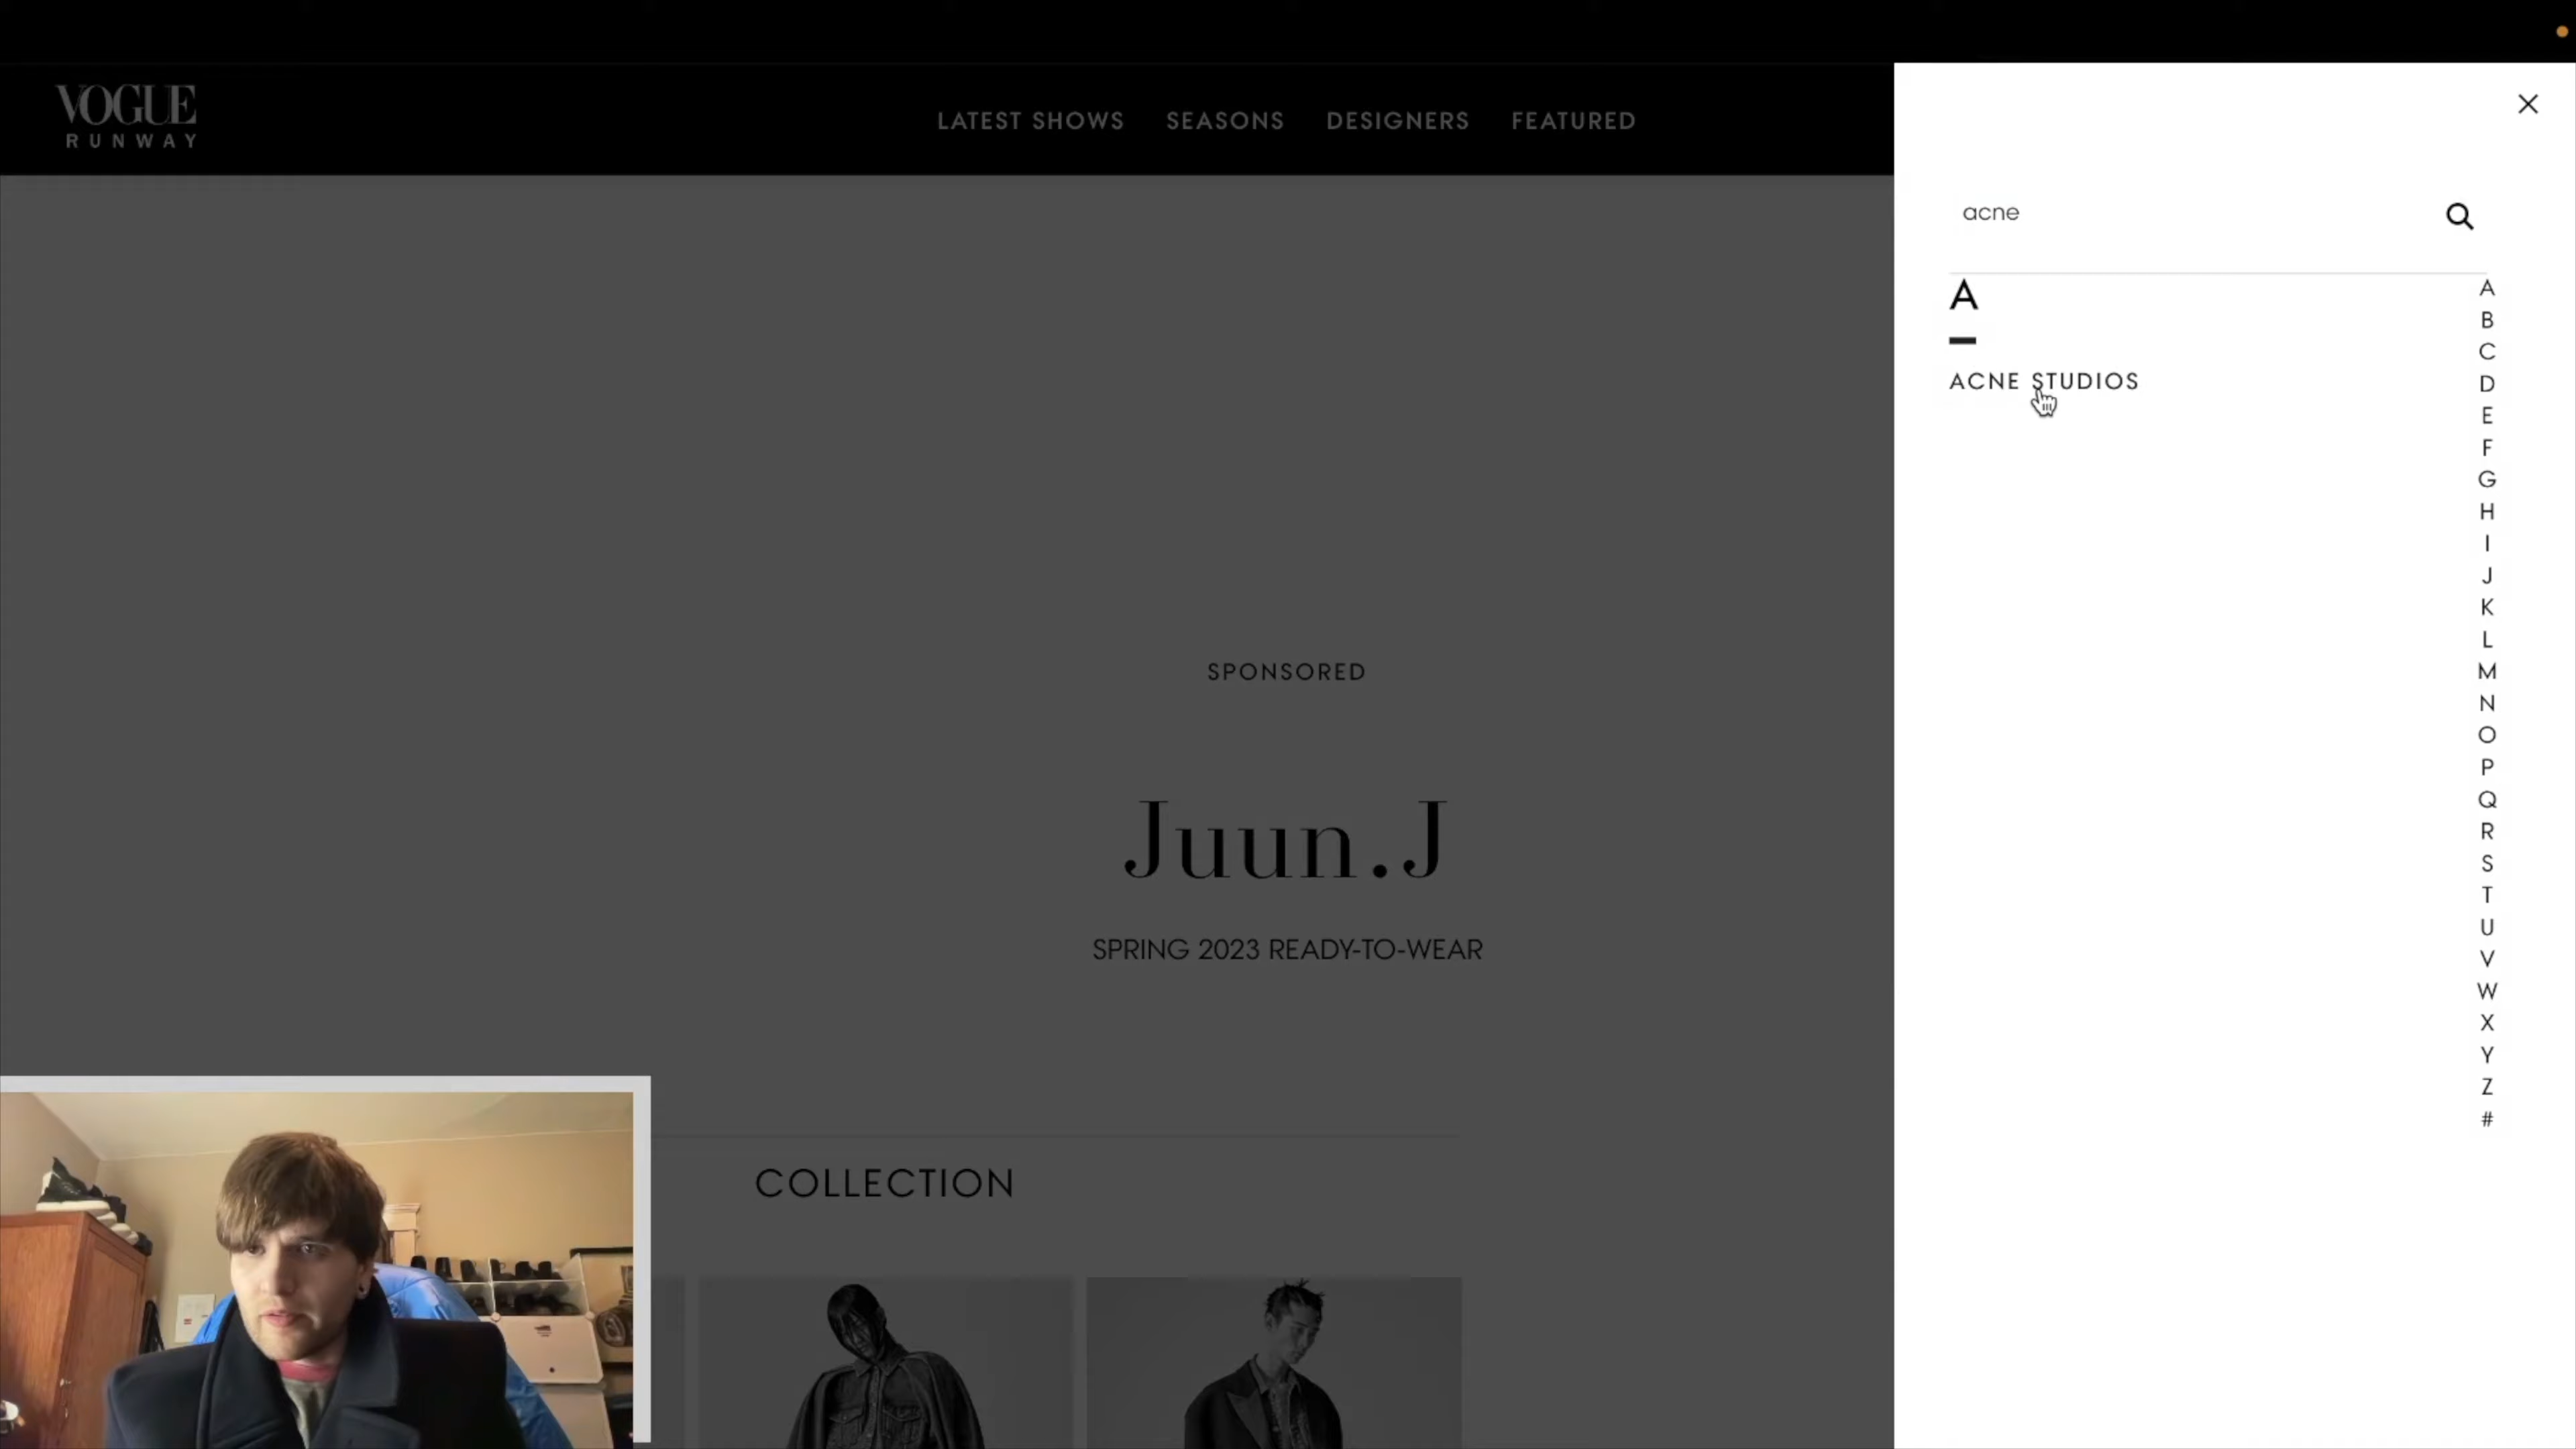 VOGUE
RUNWAY
LATEST SHOWS
SEASONS
DESIGNERS
FEATURED
acne
A
ACNE STUDIOS
A
B
C
D
E
F
G
H
I
J
K
L
M
N
O
P
Q
R
S
T
U
V
W
X
Y
Z
#
SPONSORED
Juun.J
SPRING 2023 READY-TO-WEAR
COLLECTION